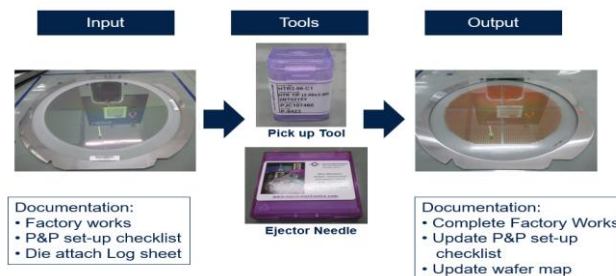 Input
Tools
Output
Pick up Tool
Ejector Needle
Documentation:
• Factory works
• P&P set-up checklist
• Die attach Log sheet
Documentation:
• Complete Factory Works
• Update P&P set-up
checklist
• Update wafer map